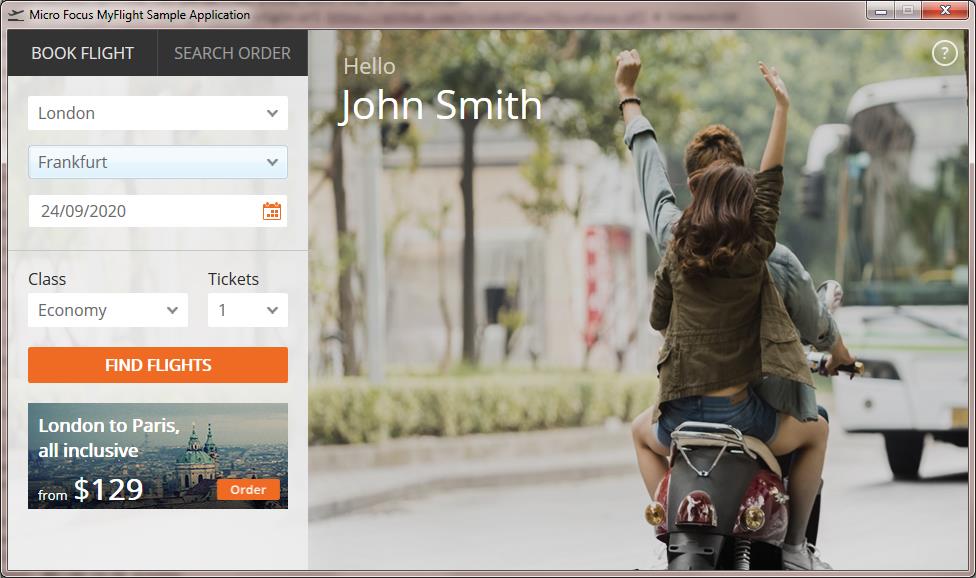 Micro Focus MyFlight Sample Application
BOOK FLIGHT
SEARCH ORDER
London
Frankfurt
24/09/2020
Class
Tickets
Economy
1
FIND FLIGHTS
London to Paris,
all inclusive
from $129
Order
Hello
John Smith
?